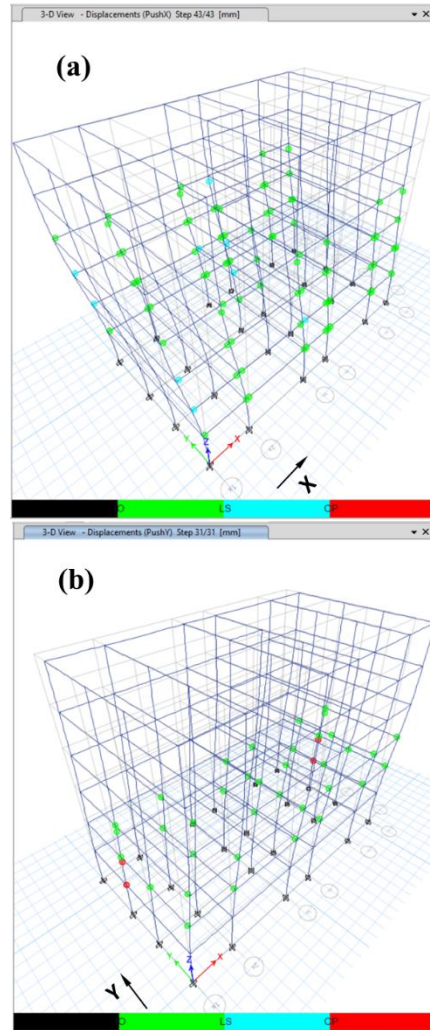 3-D View - Displacements (PushX) Step 43/43 [mm]
(a)
Y
Z
X
X
IO LS CP
3-D View - Displacements (PushY) Step 31/31 [mm]
(b)
Y
Z
X
Y
IO LS CP